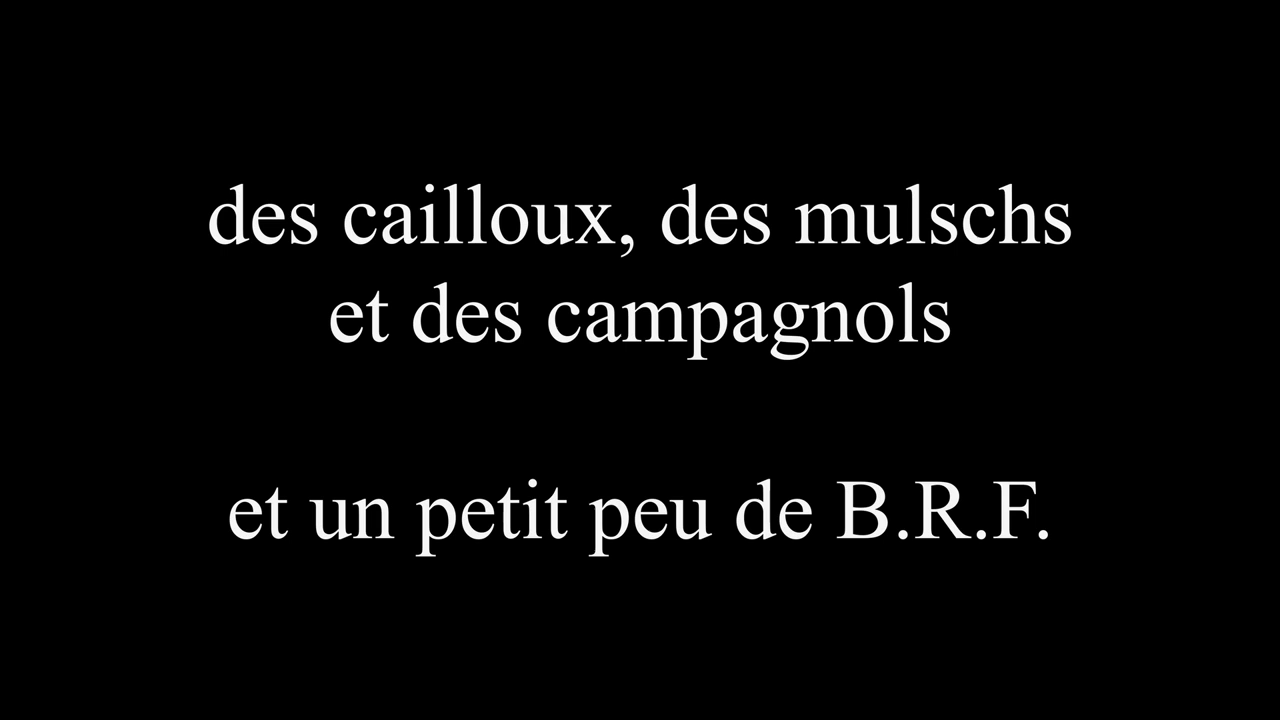 des cailloux, des mulschs
et des campagnols
et un petit peu de B.R.F.